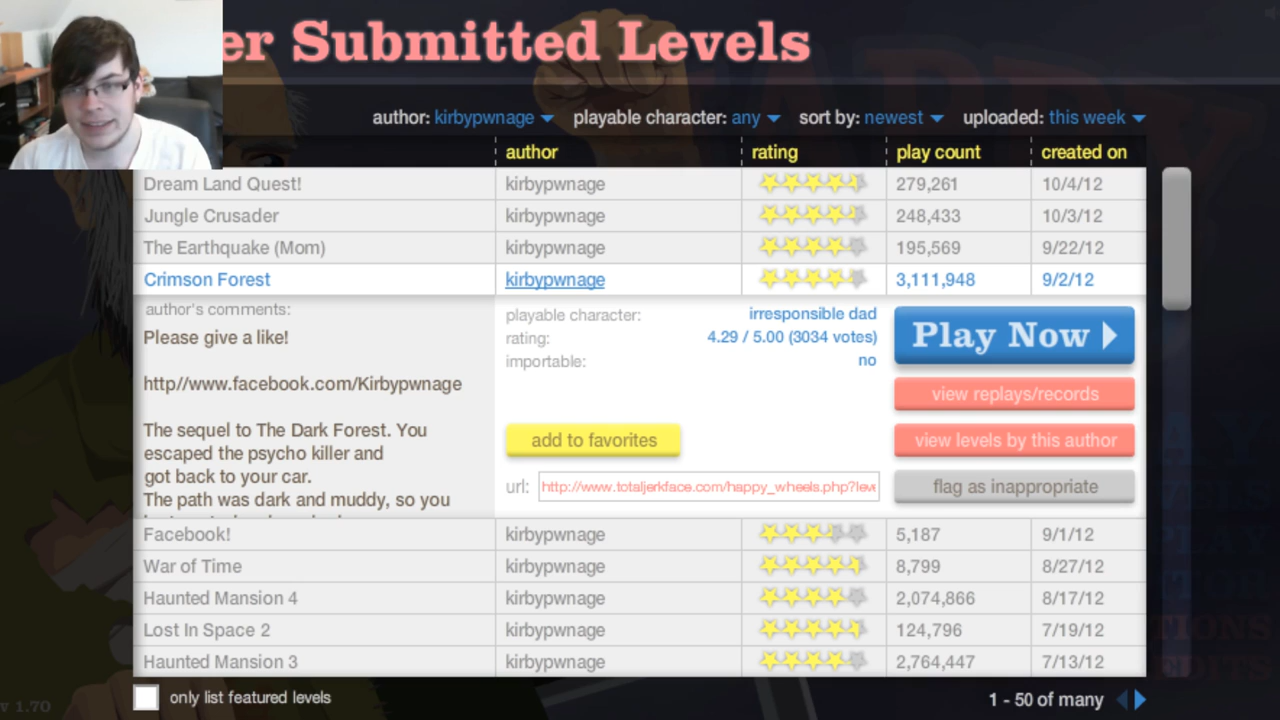 er Submitted Levels
author: kirbypwnage playable character: any sort by: newest uploaded: this week
author rating play count created on
Dream Land Quest! kirbypwnage 279,261 10/4/12
Jungle Crusader kirbypwnage 248,433 10/3/12
The Earthquake (Mom) kirbypwnage 195,569 9/22/12
Crimson Forest kirbypwnage 3,111,948 9/2/12
author's comments:
Please give a like!
http//www.facebook.com/Kirbypwnage
The sequel to The Dark Forest. You
escaped the psycho killer and
got back to your car.
The path was dark and muddy, so you
playable character: irresponsible dad
rating: 4.29 / 5.00 (3034 votes)
importable: no
add to favorites
url: http://www.totaljerkface.com/happy_wheels.php?leve
Play Now
view replays/records
view levels by this author
flag as inappropriate
Facebook! kirbypwnage 5,187 9/1/12
War of Time kirbypwnage 8,799 8/27/12
Haunted Mansion 4 kirbypwnage 2,074,866 8/17/12
Lost In Space 2 kirbypwnage 124,796 7/19/12
Haunted Mansion 3 kirbypwnage 2,764,447 7/13/12
only list featured levels
1 - 50 of many
v 1.70